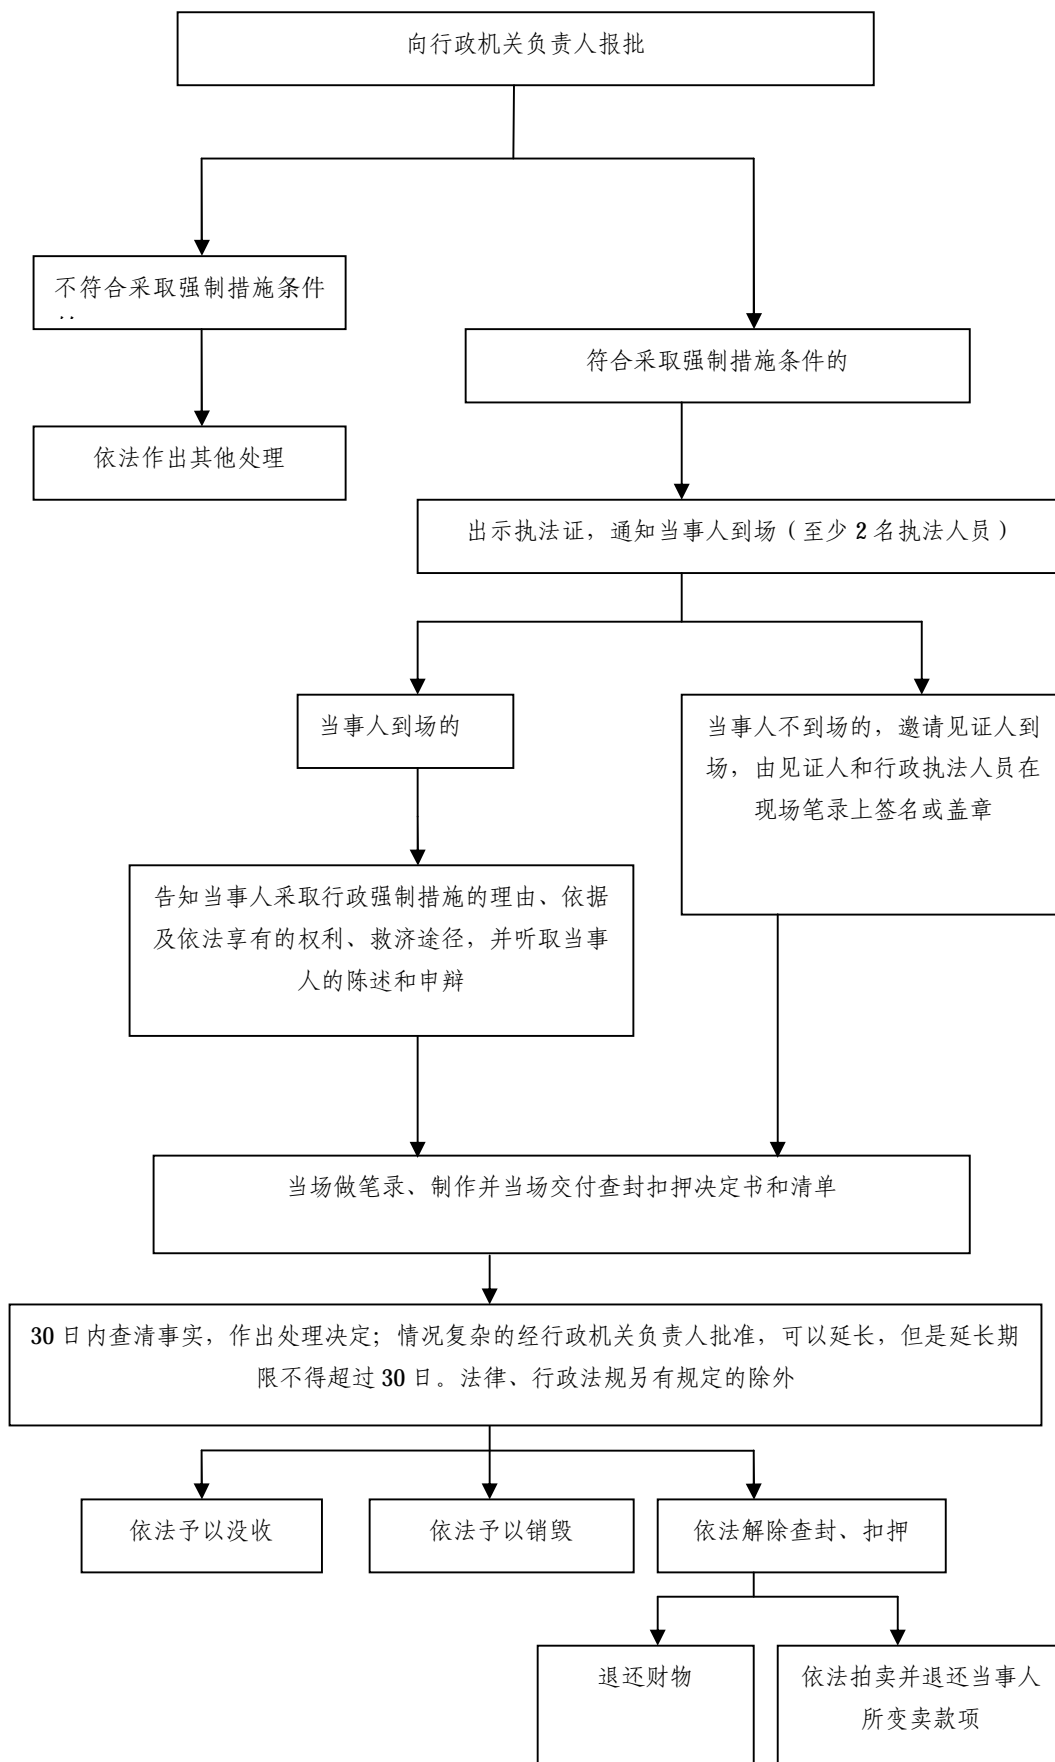 向行政机关负责人报批
不符合采取强制措施条件
符合采取强制措施条件的
依法作出其他处理
出示执法证，通知当事人到场（至少 2 名执法人员）
当事人到场的
当事人不到场的，邀请见证人到
场，由见证人和行政执法人员在
现场笔录上签名或盖章
告知当事人采取行政强制措施的理由、依据
及依法享有的权利、救济途径，并听取当事
人的陈述和申辩
当场做笔录、制作并当场交付查封扣押决定书和清单
30 日内查清事实，作出处理决定；情况复杂的经行政机关负责人批准，可以延长，但是延长期
限不得超过 30 日。法律、行政法规另有规定的除外
依法予以没收
依法予以销毁
依法解除查封、扣押
退还财物
依法拍卖并退还当事人
所变卖款项